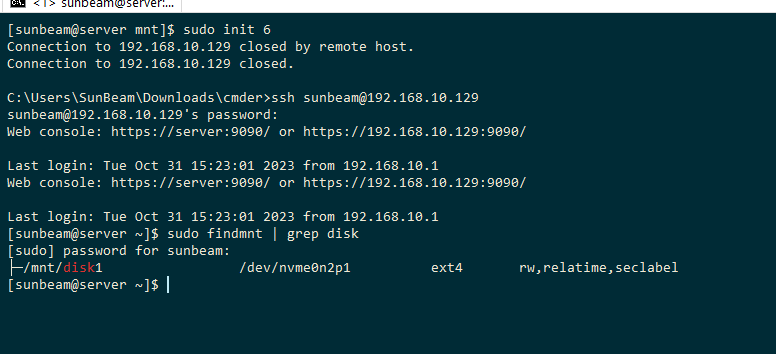 <1> sunbeam@server:...
[sunbeam@server mnt]$ sudo init 6
Connection to 192.168.10.129 closed by remote host.
Connection to 192.168.10.129 closed.
C:\Users\SunBeam\Downloads\cmder>ssh sunbeam@192.168.10.129
sunbeam@192.168.10.129's password:
Web console: https://server:9090/ or https://192.168.10.129:9090/
Last login: Tue Oct 31 15:23:01 2023 from 192.168.10.1
Web console: https://server:9090/ or https://192.168.10.129:9090/
Last login: Tue Oct 31 15:23:01 2023 from 192.168.10.1
[sunbeam@server ~]$ sudo findmnt | grep disk
[sudo] password for sunbeam:
├─/mnt/disk1 /dev/nvme0n2p1 ext4 rw,relatime,seclabel
[sunbeam@server ~]$